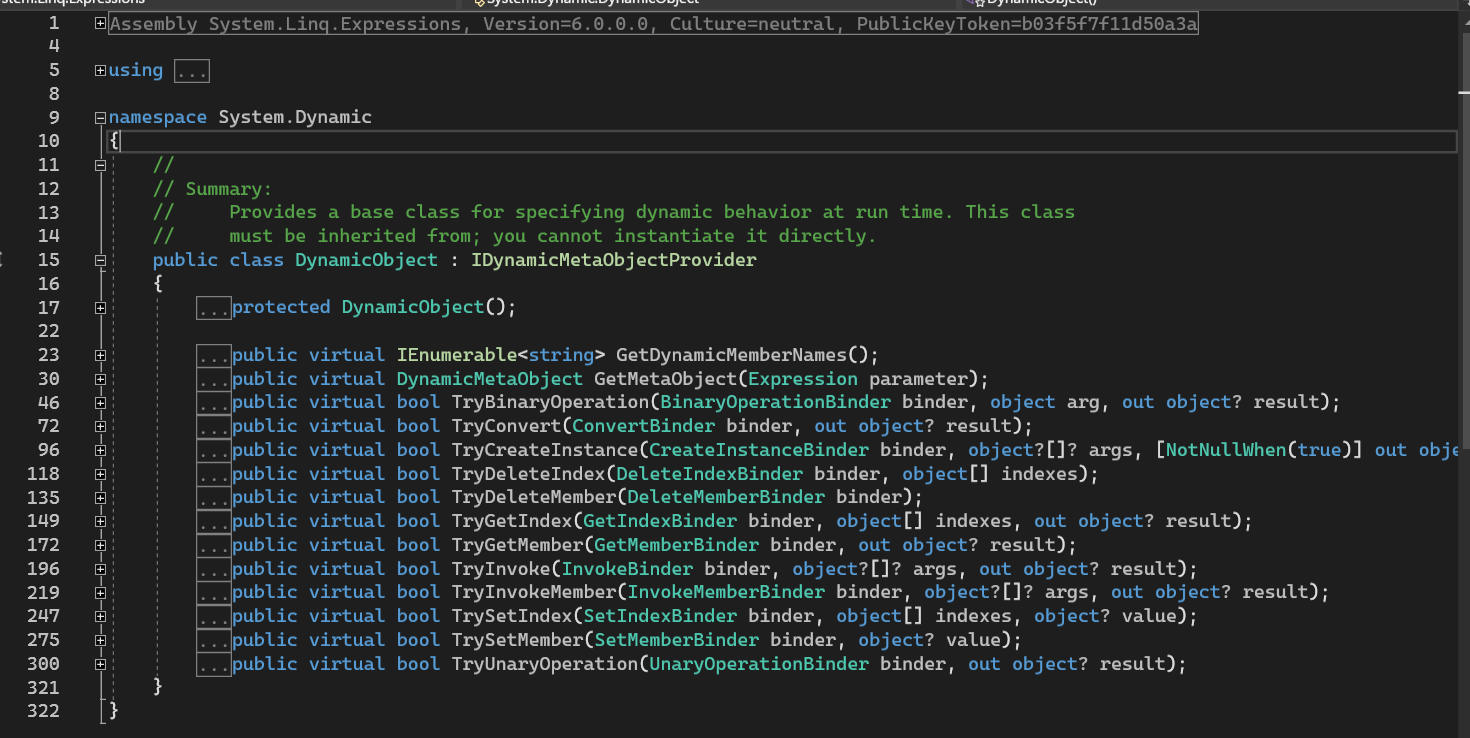 System.Dynamic.DynamicObject DynamicObject()
1 Assembly System.Linq.Expressions, Version=6.0.0.0, Culture=neutral, PublicKeyToken=b03f5f7f11d50a3a
4
5 using ...
8
9 namespace System.Dynamic
10 {
11 //
12 // Summary:
13 //     Provides a base class for specifying dynamic behavior at run time. This class
14 //     must be inherited from; you cannot instantiate it directly.
15 public class DynamicObject : IDynamicMetaObjectProvider
16 {
17 ...protected DynamicObject();
22
23 ...public virtual IEnumerable<string> GetDynamicMemberNames();
30 ...public virtual DynamicMetaObject GetMetaObject(Expression parameter);
46 ...public virtual bool TryBinaryOperation(BinaryOperationBinder binder, object arg, out object? result);
72 ...public virtual bool TryConvert(ConvertBinder binder, out object? result);
96 ...public virtual bool TryCreateInstance(CreateInstanceBinder binder, object?[]? args, [NotNullWhen(true)] out obje
118 ...public virtual bool TryDeleteIndex(DeleteIndexBinder binder, object[] indexes);
135 ...public virtual bool TryDeleteMember(DeleteMemberBinder binder);
149 ...public virtual bool TryGetIndex(GetIndexBinder binder, object[] indexes, out object? result);
172 ...public virtual bool TryGetMember(GetMemberBinder binder, out object? result);
196 ...public virtual bool TryInvoke(InvokeBinder binder, object?[]? args, out object? result);
219 ...public virtual bool TryInvokeMember(InvokeMemberBinder binder, object?[]? args, out object? result);
247 ...public virtual bool TrySetIndex(SetIndexBinder binder, object[] indexes, object? value);
275 ...public virtual bool TrySetMember(SetMemberBinder binder, object? value);
300 ...public virtual bool TryUnaryOperation(UnaryOperationBinder binder, out object? result);
321 }
322 }